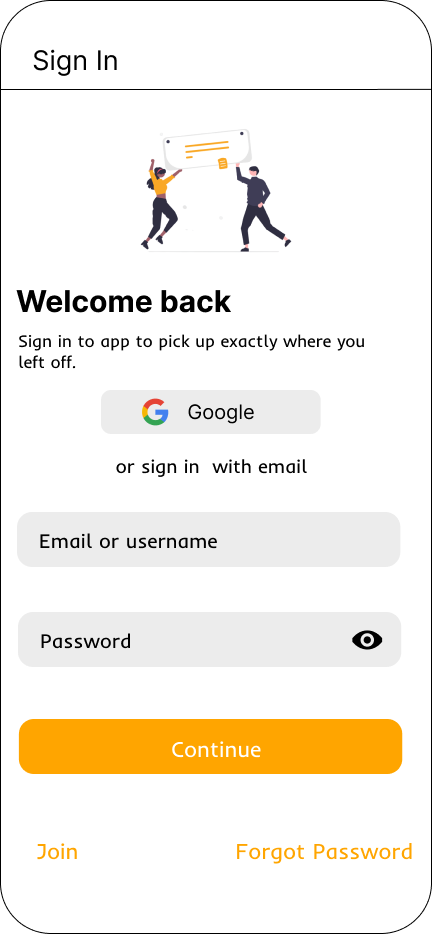 Sign In
Welcome back
Sign in to app to pick up exactly where you
left off.
Google
or sign in  with email
Email or username
Password
Continue
Join
Forgot Password